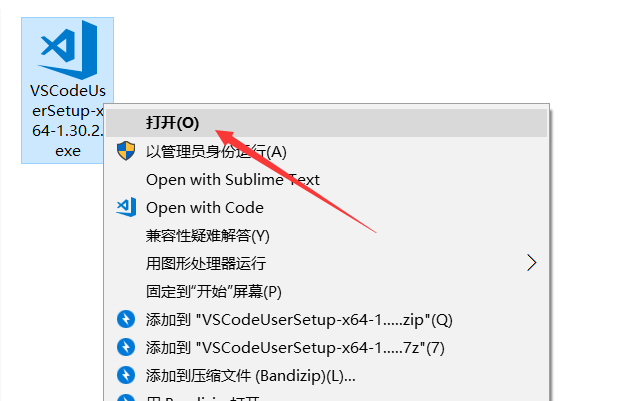 VSCodeUs
erSetup-x
64-1.30.2.
exe
打开(O)
以管理员身份运行(A)
Open with Sublime Text
Open with Code
兼容性疑难解答(Y)
用图形处理器运行
固定到"开始"屏幕(P)
添加到 "VSCodeUserSetup-x64-1.....zip"(Q)
添加到 "VSCodeUserSetup-x64-1.....7z"(7)
添加到压缩文件 (Bandizip)(L)...